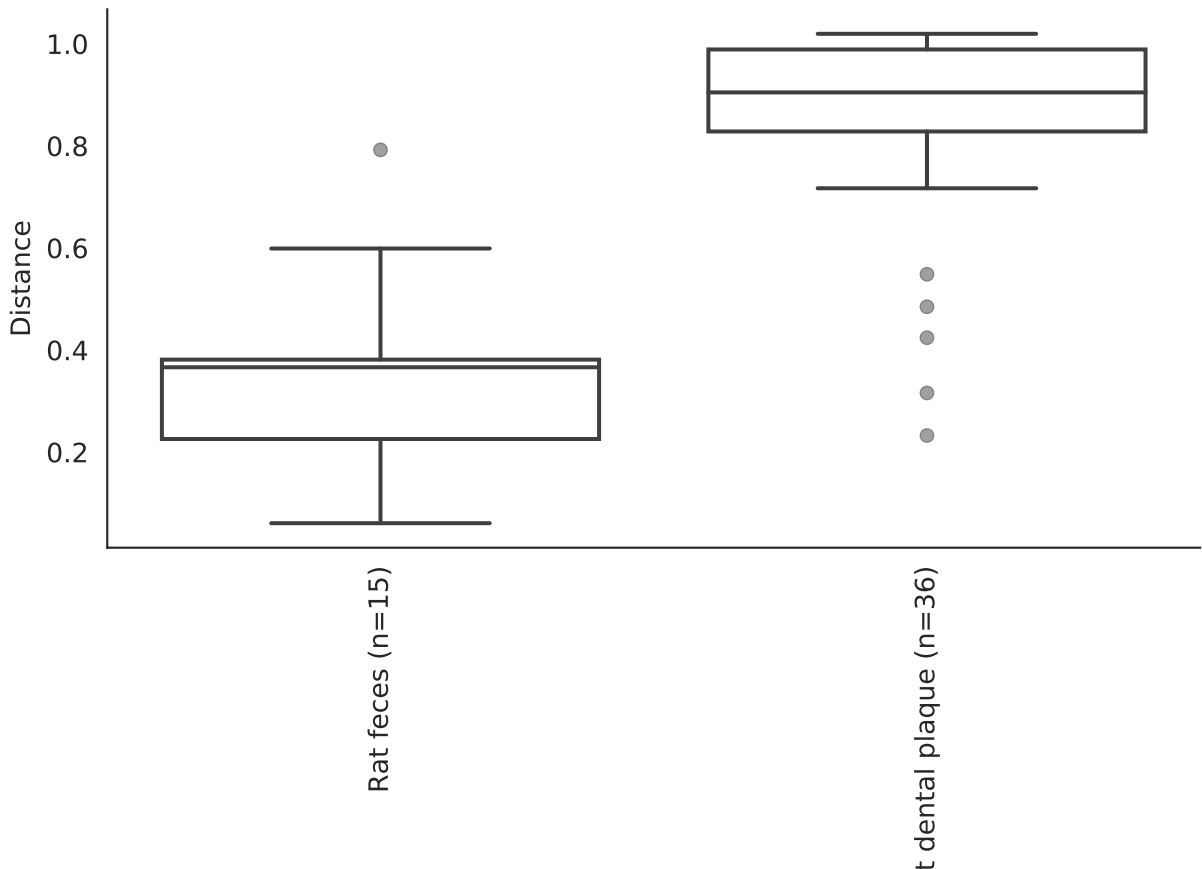 1.0
0.8
0.6
0.4
0.2
Distance
Rat feces (n=15)
t dental plaque (n=36)